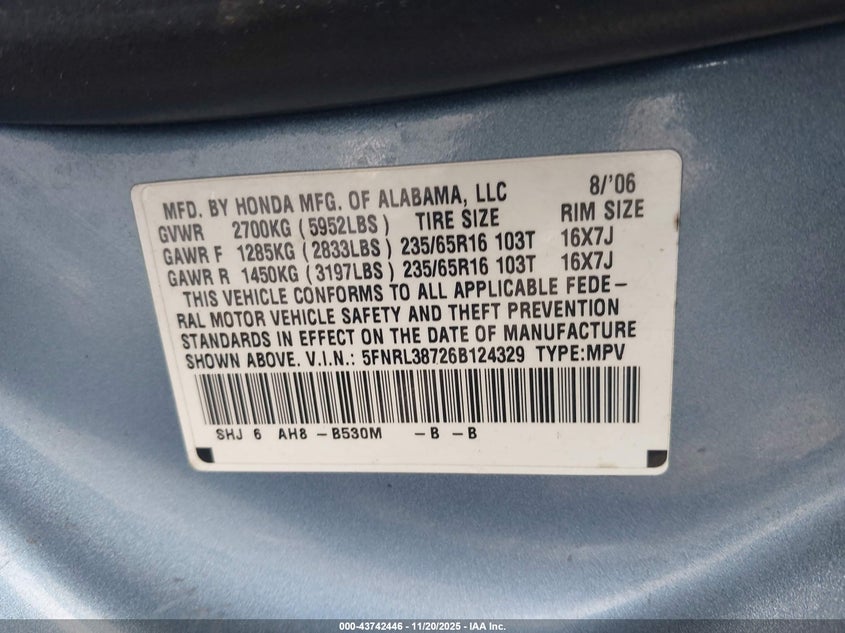 MFD. BY HONDA MFG. OF ALABAMA, LLC 8/'06
GVWR 2700KG ( 5952LBS ) TIRE SIZE RIM SIZE
GAWR F 1285KG ( 2833LBS ) 235/65R16 103T 16X7J
GAWR R 1450KG ( 3197LBS ) 235/65R16 103T 16X7J
THIS VEHICLE CONFORMS TO ALL APPLICABLE FEDE-
RAL MOTOR VEHICLE SAFETY AND THEFT PREVENTION
STANDARDS IN EFFECT ON THE DATE OF MANUFACTURE
SHOWN ABOVE. V.I.N.: 5FNRL38726B124329 TYPE:MPV
SHJ 6 AH8 - B530M - B - B
000-43742446 - 11/20/2025 - IAA Inc.